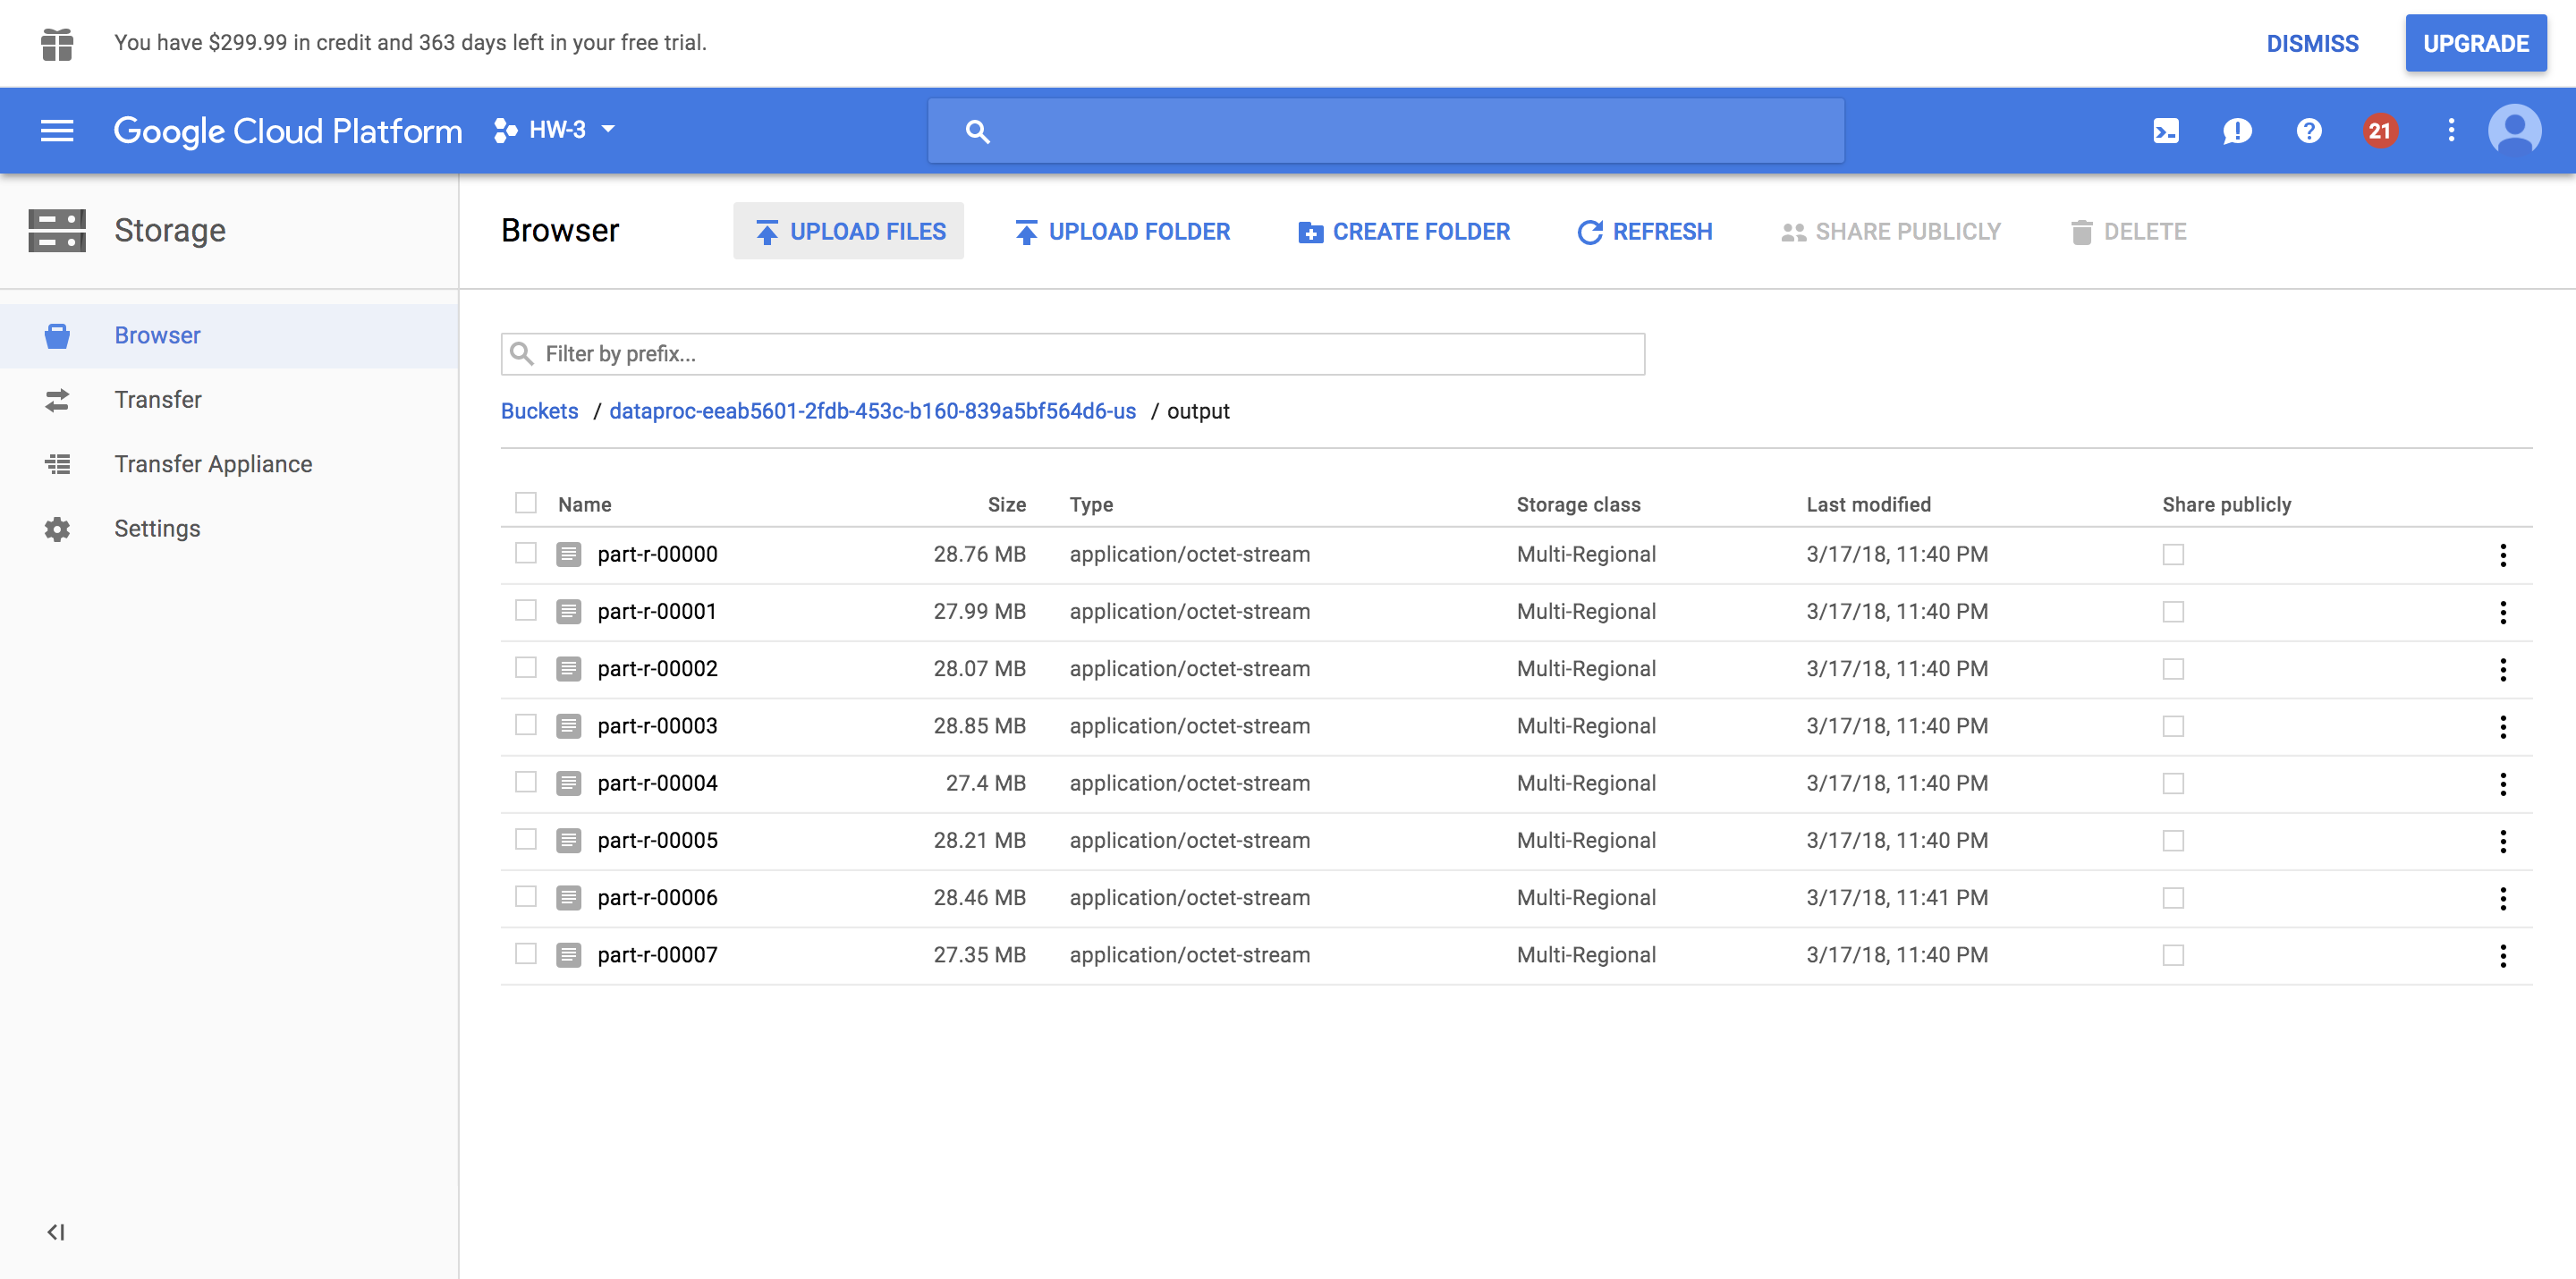 You have $299.99 in credit and 363 days left in your free trial. DISMISS UPGRADE
Google Cloud Platform HW-3 21
Storage
Browser UPLOAD FILES UPLOAD FOLDER CREATE FOLDER REFRESH SHARE PUBLICLY DELETE
Browser
Transfer
Transfer Appliance
Settings
Filter by prefix...
Buckets / dataproc-eeab5601-2fdb-453c-b160-839a5bf564d6-us / output
Name Size Type Storage class Last modified Share publicly
part-r-00000 28.76 MB application/octet-stream Multi-Regional 3/17/18, 11:40 PM
part-r-00001 27.99 MB application/octet-stream Multi-Regional 3/17/18, 11:40 PM
part-r-00002 28.07 MB application/octet-stream Multi-Regional 3/17/18, 11:40 PM
part-r-00003 28.85 MB application/octet-stream Multi-Regional 3/17/18, 11:40 PM
part-r-00004 27.4 MB application/octet-stream Multi-Regional 3/17/18, 11:40 PM
part-r-00005 28.21 MB application/octet-stream Multi-Regional 3/17/18, 11:40 PM
part-r-00006 28.46 MB application/octet-stream Multi-Regional 3/17/18, 11:41 PM
part-r-00007 27.35 MB application/octet-stream Multi-Regional 3/17/18, 11:40 PM